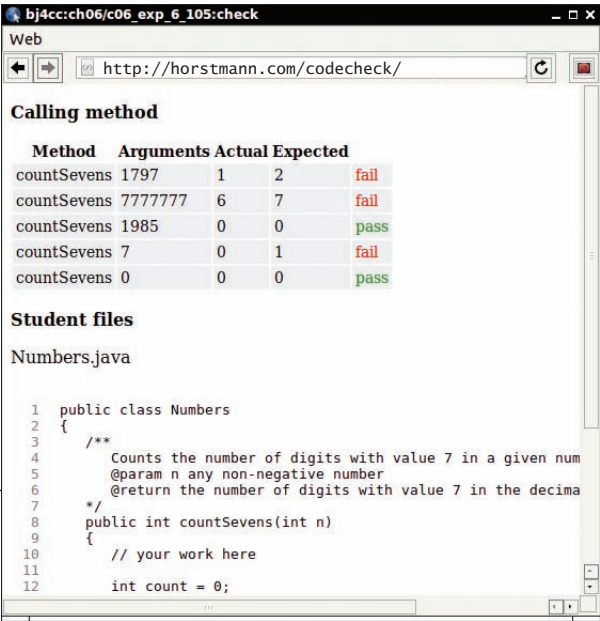 bj4cc:ch06/c06_exp_6_105:check
Web
http://horstmann.com/codecheck/
Calling method
Method Arguments Actual Expected
countSevens 1797 1 2 fail
countSevens 7777777 6 7 fail
countSevens 1985 0 0 pass
countSevens 7 0 1 fail
countSevens 0 0 0 pass
Student files
Numbers.java
1 public class Numbers
2 {
3 /**
4 Counts the number of digits with value 7 in a given num
5 @param n any non-negative number
6 @return the number of digits with value 7 in the decima
7 */
8 public int countSevens(int n)
9 {
10 // your work here
11
12 int count = 0;